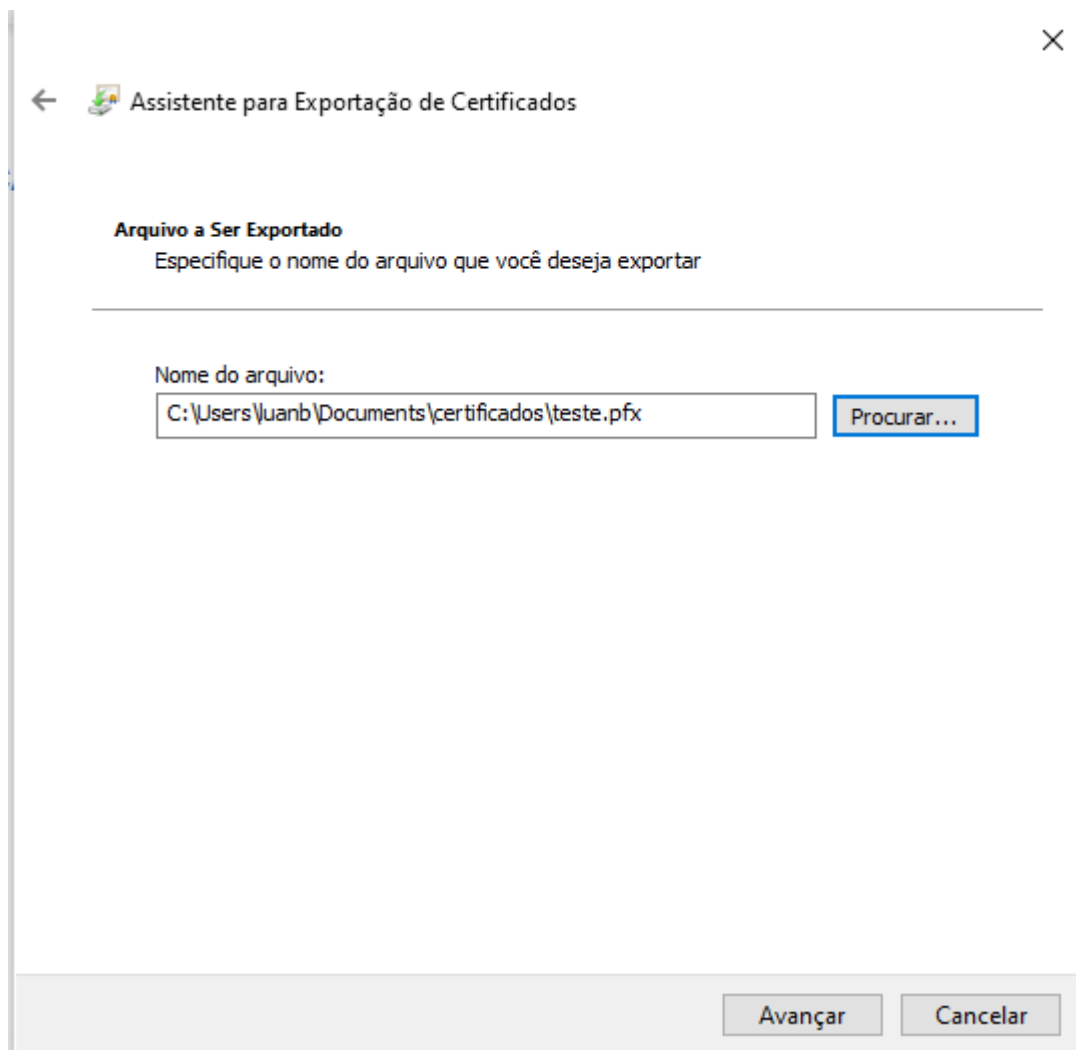 Assistente para Exportação de Certificados
Arquivo a Ser Exportado
Especifique o nome do arquivo que você deseja exportar
Nome do arquivo:
C:\Users\luanb\Documents\certificados\teste.pfx
Procurar...
Avançar
Cancelar